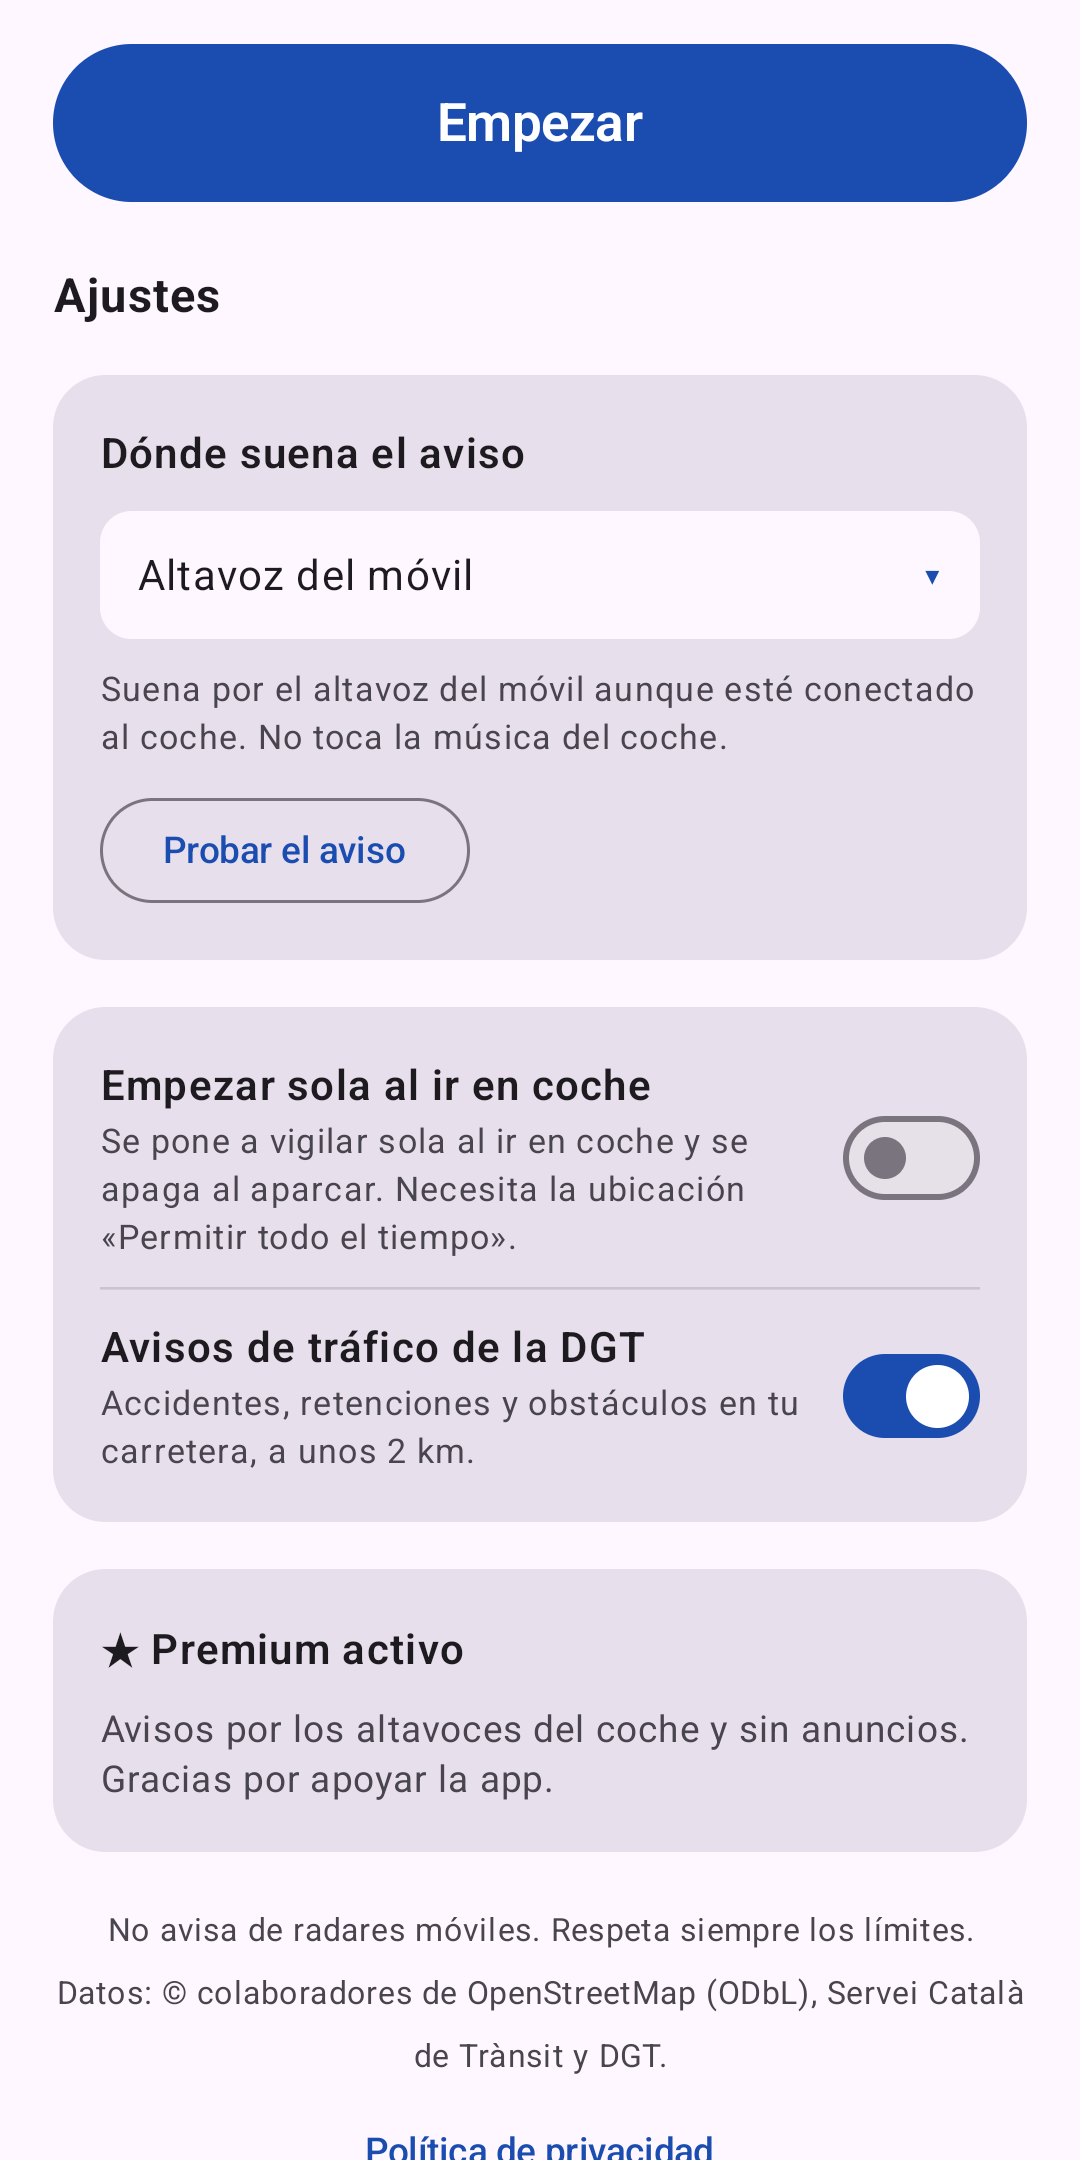 Empezar
Ajustes
Dónde suena el aviso
Altavoz del móvil
Suena por el altavoz del móvil aunque esté conectado
al coche. No toca la música del coche.
Probar el aviso
Empezar sola al ir en coche
Se pone a vigilar sola al ir en coche y se
apaga al aparcar. Necesita la ubicación
«Permitir todo el tiempo».
Avisos de tráfico de la DGT
Accidentes, retenciones y obstáculos en tu
carretera, a unos 2 km.
★ Premium activo
Avisos por los altavoces del coche y sin anuncios.
Gracias por apoyar la app.
No avisa de radares móviles. Respeta siempre los límites.
Datos: © colaboradores de OpenStreetMap (ODbL), Servei Català
de Trànsit y DGT.
Política de privacidad